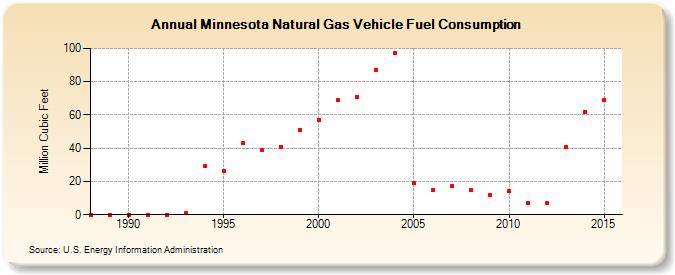 Annual Minnesota Natural Gas Vehicle Fuel Consumption
Million Cubic Feet
100
80
60
40
20
0
1990 1995 2000 2005 2010 2015
Source: U.S. Energy Information Administration